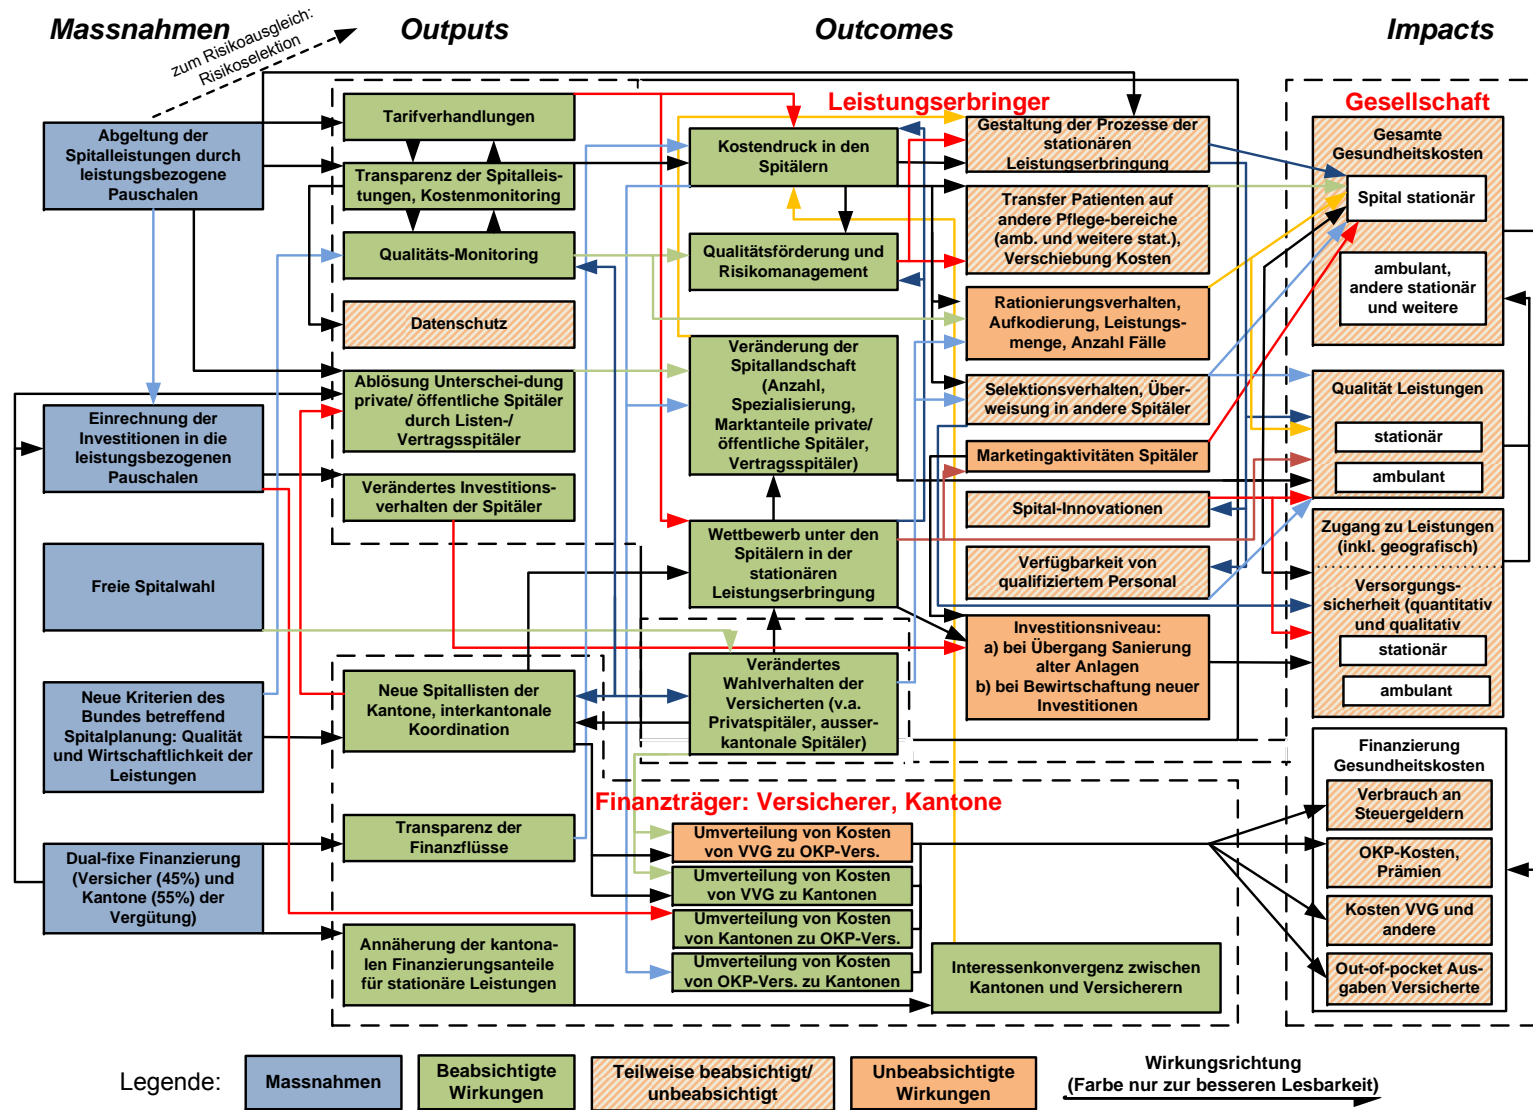 Massnahmen
Outputs
Outcomes
Impacts
zum Risikoausgleich:
Risikoselektion
Abgeltung der
Spitalleistungen durch
leistungsbezogene
Pauschalen
Einrechnung der
Investitionen in die
leistungsbezogenen
Pauschalen
Freie Spitalwahl
Neue Kriterien des
Bundes betreffend
Spitalplanung: Qualität
und Wirtschaftlichkeit der
Leistungen
Dual-fixe Finanzierung
(Versicher (45%) und
Kantone (55%) der
Vergütung)
Tarifverhandlungen
Transparenz der Spitalleis-
tungen, Kostenmonitoring
Qualitäts-Monitoring
Datenschutz
Ablösung Unterschei-dung
private/ öffentliche Spitäler
durch Listen-/
Vertragsspitäler
Verändertes Investitions-
verhalten der Spitäler
Neue Spitallisten der
Kantone, interkantonale
Koordination
Transparenz der
Finanzflüsse
Annäherung der kantona-
len Finanzierungsanteile
für stationäre Leistungen
Leistungserbringer
Kostendruck in den
Spitälern
Qualitätsförderung und
Risikomanagement
Veränderung der
Spitallandschaft
(Anzahl,
Spezialisierung,
Marktanteile private/
öffentliche Spitäler,
Vertragsspitäler)
Wettbewerb unter den
Spitälern in der
stationären
Leistungserbringung
Verändertes
Wahlverhalten der
Versicherten (v.a.
Privatspitäler, ausser-
kantonale Spitäler)
Gestaltung der Prozesse der
stationären
Leistungserbringung
Transfer Patienten auf
andere Pflege-bereiche
(amb. und weitere stat.),
Verschiebung Kosten
Rationierungsverhalten,
Aufkodierung, Leistungs-
menge, Anzahl Fälle
Selektionsverhalten, Über-
weisung in andere Spitäler
Marketingaktivitäten Spitäler
Spital-Innovationen
Verfügbarkeit von
qualifiziertem Personal
Investitionsniveau:
a) bei Übergang Sanierung
alter Anlagen
b) bei Bewirtschaftung neuer
Investitionen
Finanzträger: Versicherer, Kantone
Umverteilung von Kosten
von VVG zu OKP-Vers.
Umverteilung von Kosten
von VVG zu Kantonen
Umverteilung von Kosten
von Kantonen zu OKP-Vers.
Umverteilung von Kosten
von OKP-Vers. zu Kantonen
Interessenkonvergenz zwischen
Kantonen und Versicherern
Gesellschaft
Gesamte
Gesundheitskosten
Spital stationär
ambulant,
andere stationär
und weitere
Qualität Leistungen
stationär
ambulant
Zugang zu Leistungen
(inkl. geografisch)
Versorgungs-
sicherheit (quantitativ
und qualitativ
stationär
ambulant
Finanzierung
Gesundheitskosten
Verbrauch an
Steuergeldern
OKP-Kosten,
Prämien
Kosten VVG und
andere
Out-of-pocket Aus-
gaben Versicherte
Legende:
Massnahmen
Beabsichtigte
Wirkungen
Teilweise beabsichtigt/
unbeabsichtigt
Unbeabsichtigte
Wirkungen
Wirkungsrichtung
(Farbe nur zur besseren Lesbarkeit)